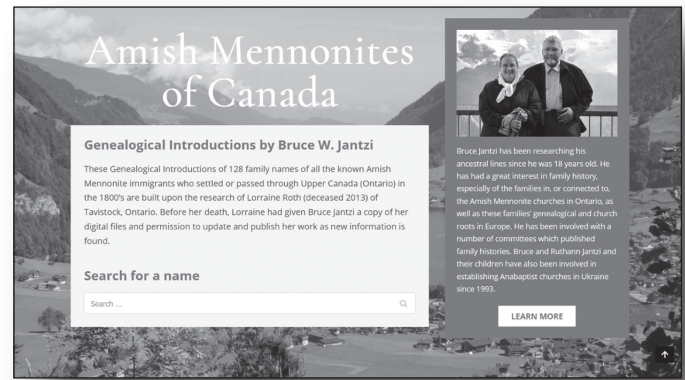 Amish Mennonites
of Canada
Genealogical Introductions by Bruce W. Jantzi
These Genealogical Introductions of 128 family names of all the known Amish
Mennonite immigrants who settled or passed through Upper Canada (Ontario) in
the 1800's are built upon the research of Lorraine Roth (deceased 2013) of
Tavistock, Ontario. Before her death, Lorraine had given Bruce Jantzi a copy of her
digital files and permission to update and publish her work as new information is
found.
Search for a name
Search ...
Bruce Jantzi has been researching his
ancestral lines since he was 18 years old. He
has had a great interest in family history,
especially of the families in, or connected to,
the Amish Mennonite churches in Ontario, as
well as these families' genealogical and church
roots in Europe. He has been involved with a
number of committees which published
family histories. Bruce and Ruthann Jantzi and
their children have also been involved in
establishing Anabaptist churches in Ukraine
since 1993.
LEARN MORE